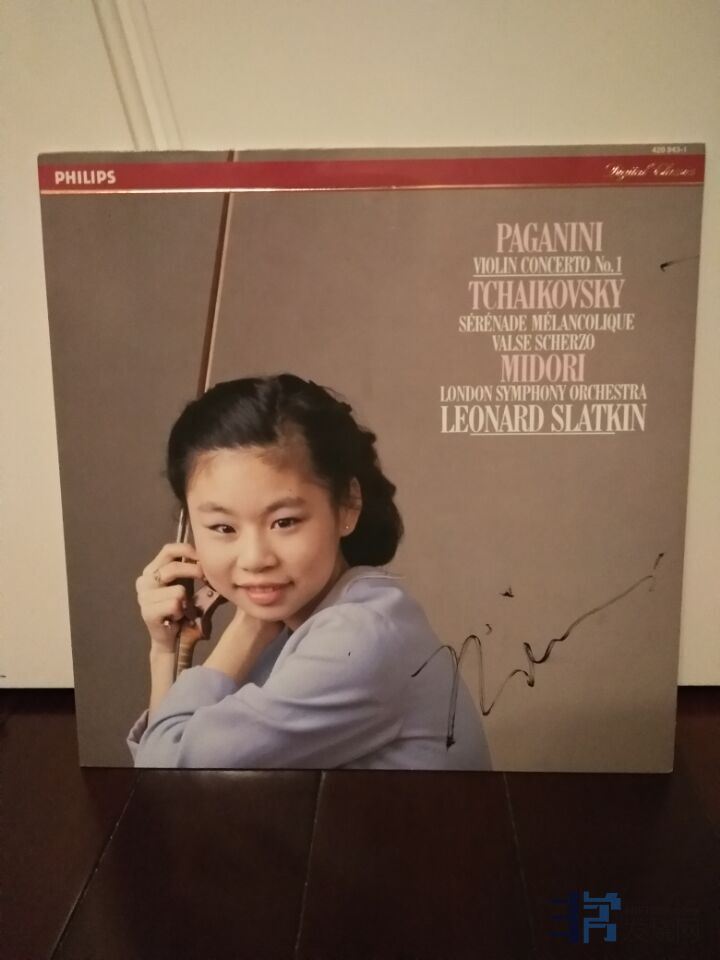 420 943-1
PHILIPS
Digital Classics
PAGANINI
VIOLIN CONCERTO No. 1
TCHAIKOVSKY
SÉRÉNADE MÉLANCOLIQUE
VALSE SCHERZO
MIDORI
LONDON SYMPHONY ORCHESTRA
LEONARD SLATKIN